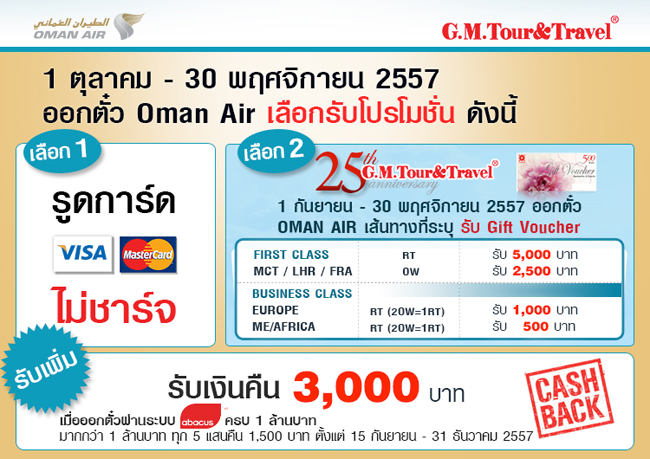 الطيران العماني
OMAN AIR
G.M.Tour&Travel®
1 ตุลาคม - 30 พฤศจิกายน 2557
ออกตั๋ว Oman Air เลือกรับโปรโมชั่น ดังนี้
เลือก 1
รูดการ์ด
VISA MasterCard
ไม่ชาร์จ
เลือก 2
25th G.M.Tour&Travel®
anniversary
500
Gift Voucher
1 กันยายน - 30 พฤศจิกายน 2557 ออกตั๋ว
OMAN AIR เส้นทางที่ระบุ รับ Gift Voucher
FIRST CLASS RT รับ 5,000 บาท
MCT / LHR / FRA OW รับ 2,500 บาท
BUSINESS CLASS
EUROPE RT (2OW=1RT) รับ 1,000 บาท
ME/AFRICA RT (2OW=1RT) รับ 500 บาท
รับเพิ่ม
รับเงินคืน 3,000 บาท
CASH BACK
เมื่อออกตั๋วผ่านระบบ abacus ครบ 1 ล้านบาท
มากกว่า 1 ล้านบาท ทุก 5 แสนคืน 1,500 บาท ตั้งแต่ 15 กันยายน - 31 ธันวาคม 2557